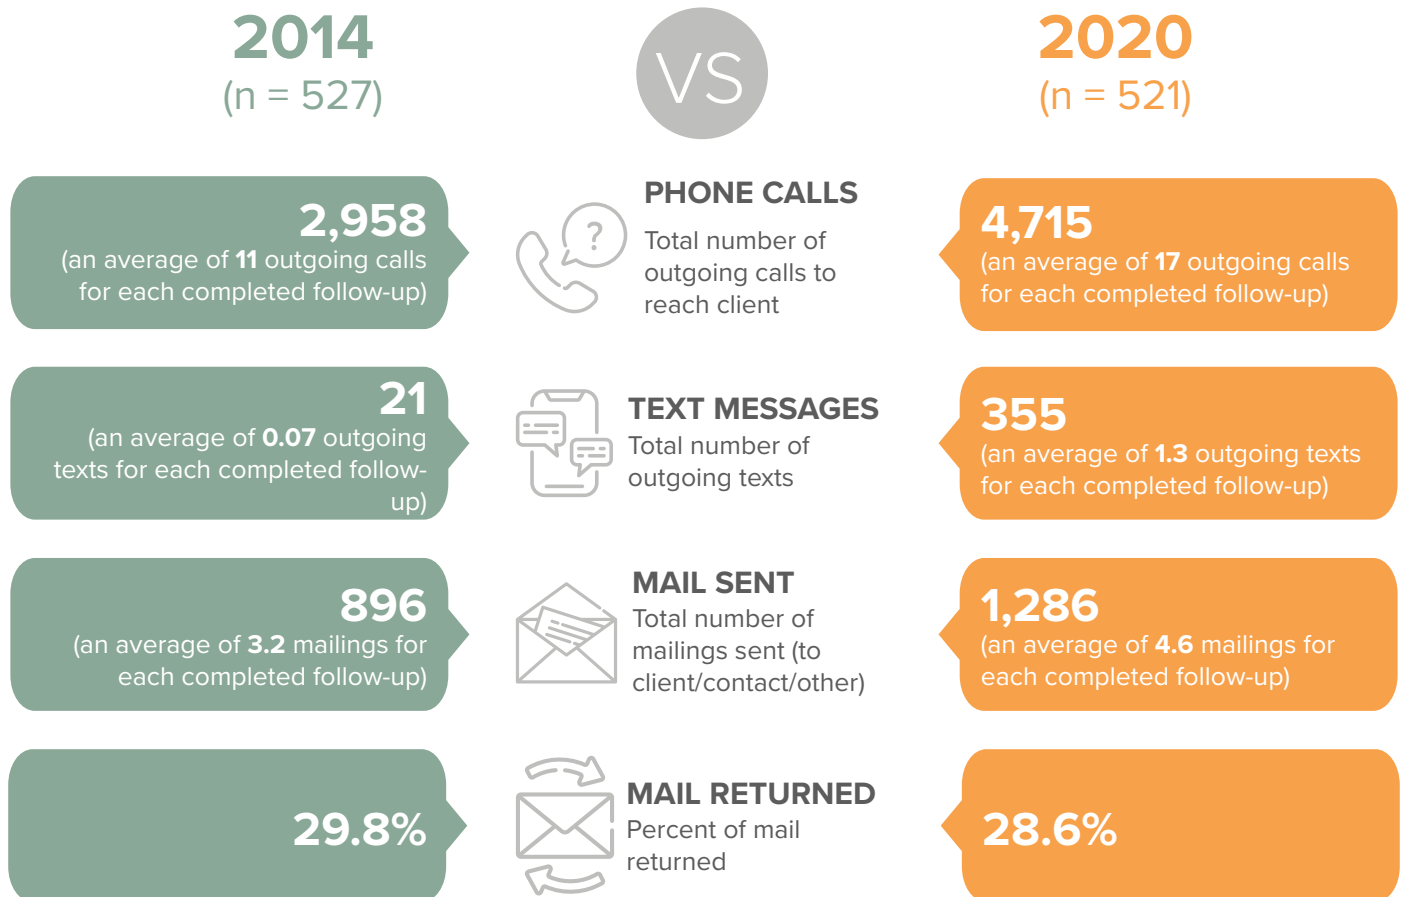 2014
(n = 527)
VS
2020
(n = 521)
2,958
(an average of 11 outgoing calls
for each completed follow-up)
PHONE CALLS
Total number of
outgoing calls to
reach client
?
4,715
(an average of 17 outgoing calls
for each completed follow-up)
21
(an average of 0.07 outgoing
texts for each completed follow-
up)
TEXT MESSAGES
Total number of
outgoing texts
355
(an average of 1.3 outgoing texts
for each completed follow-up)
896
(an average of 3.2 mailings for
each completed follow-up)
MAIL SENT
Total number of
mailings sent (to
client/contact/other)
1,286
(an average of 4.6 mailings for
each completed follow-up)
29.8%
MAIL RETURNED
Percent of mail
returned
28.6%